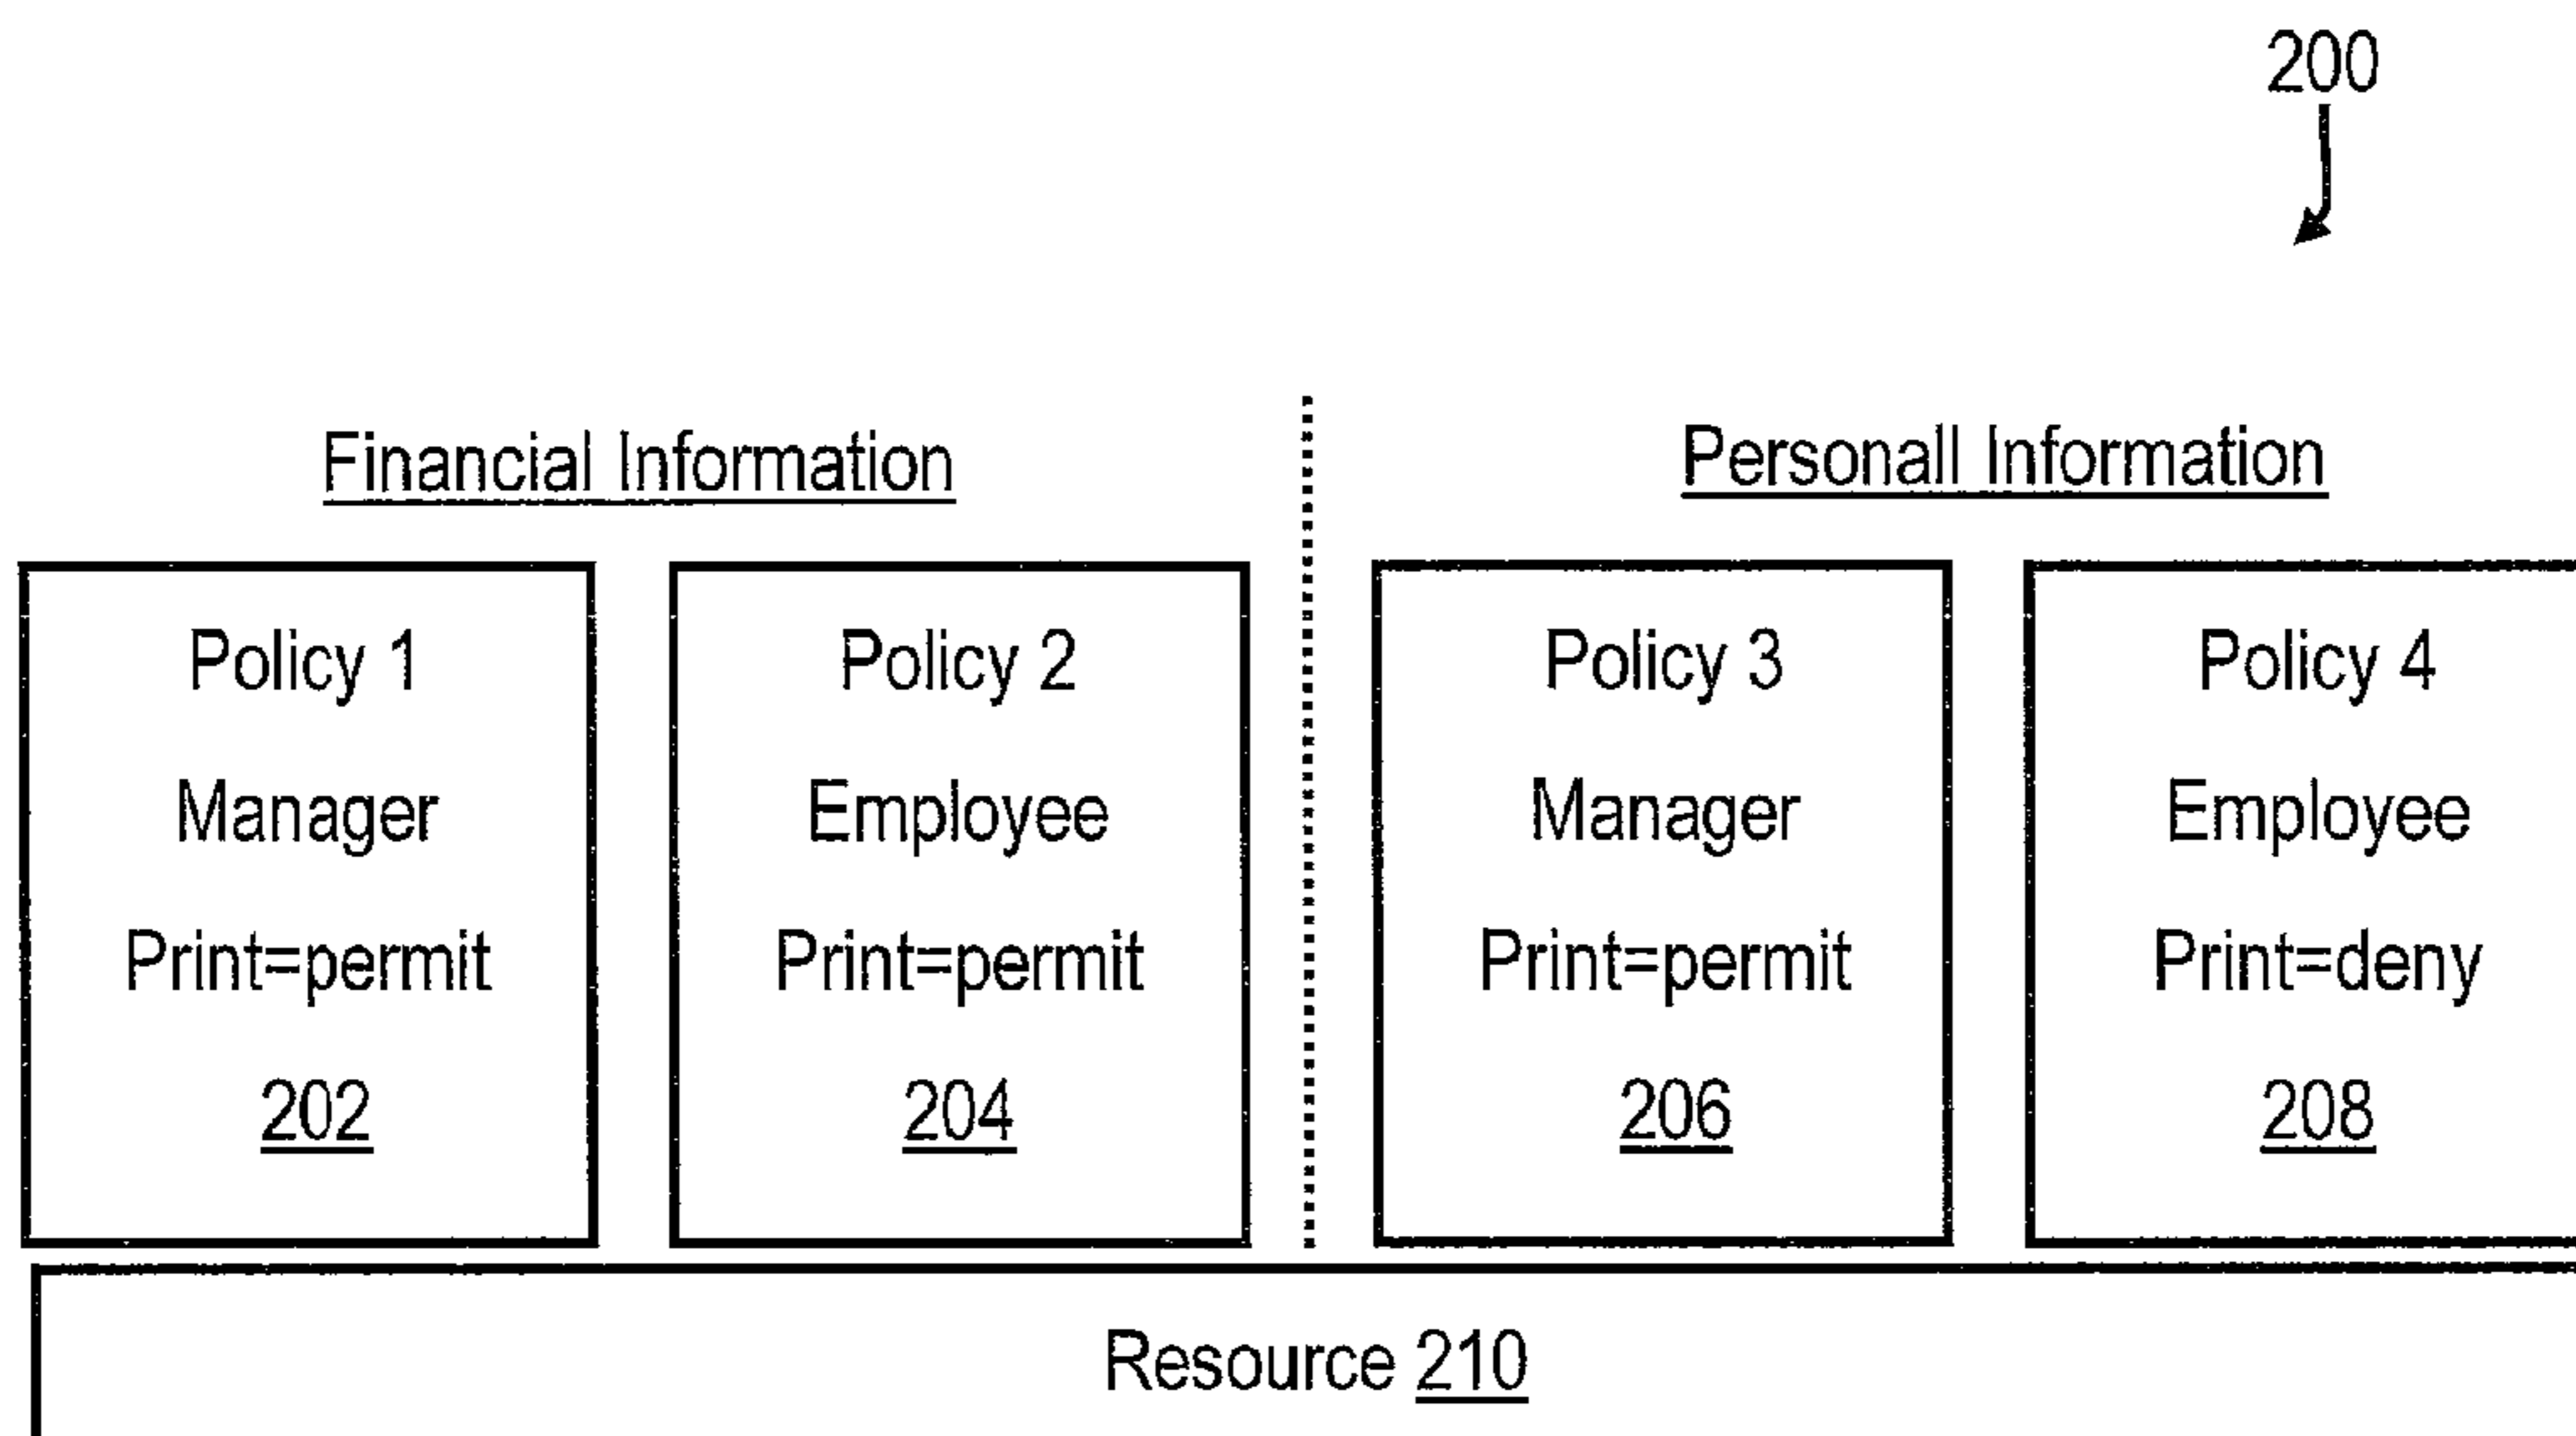 200
Financial Information
Personall Information
Policy 1
Manager
Print=permit
202
Policy 2
Employee
Print=permit
204
Policy 3
Manager
Print=permit
206
Policy 4
Employee
Print=deny
208
Resource 210